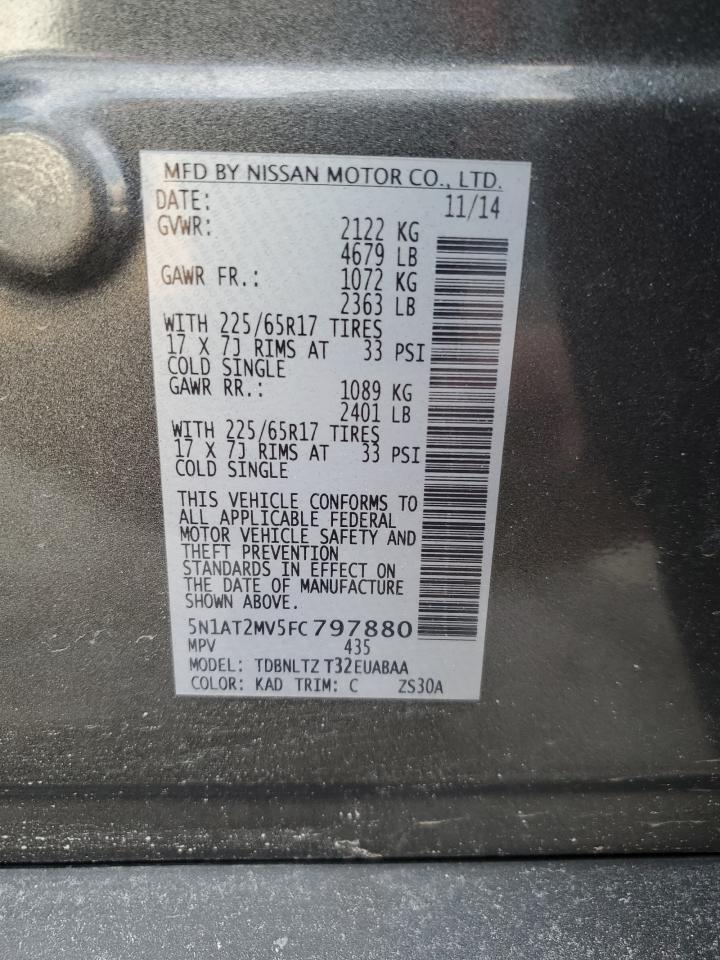 MFD BY NISSAN MOTOR CO., LTD.
DATE: 11/14
GVWR: 2122 KG
4679 LB
GAWR FR.: 1072 KG
2363 LB
WITH 225/65R17 TIRES
17 X 7J RIMS AT 33 PSI
COLD SINGLE
GAWR RR.: 1089 KG
2401 LB
WITH 225/65R17 TIRES
17 X 7J RIMS AT 33 PSI
COLD SINGLE
THIS VEHICLE CONFORMS TO
ALL APPLICABLE FEDERAL
MOTOR VEHICLE SAFETY AND
THEFT PREVENTION
STANDARDS IN EFFECT ON
THE DATE OF MANUFACTURE
SHOWN ABOVE.
5N1AT2MV5FC797880
MPV 435
MODEL: TDBNLTZ T32EUABAA
COLOR: KAD TRIM: C ZS30A